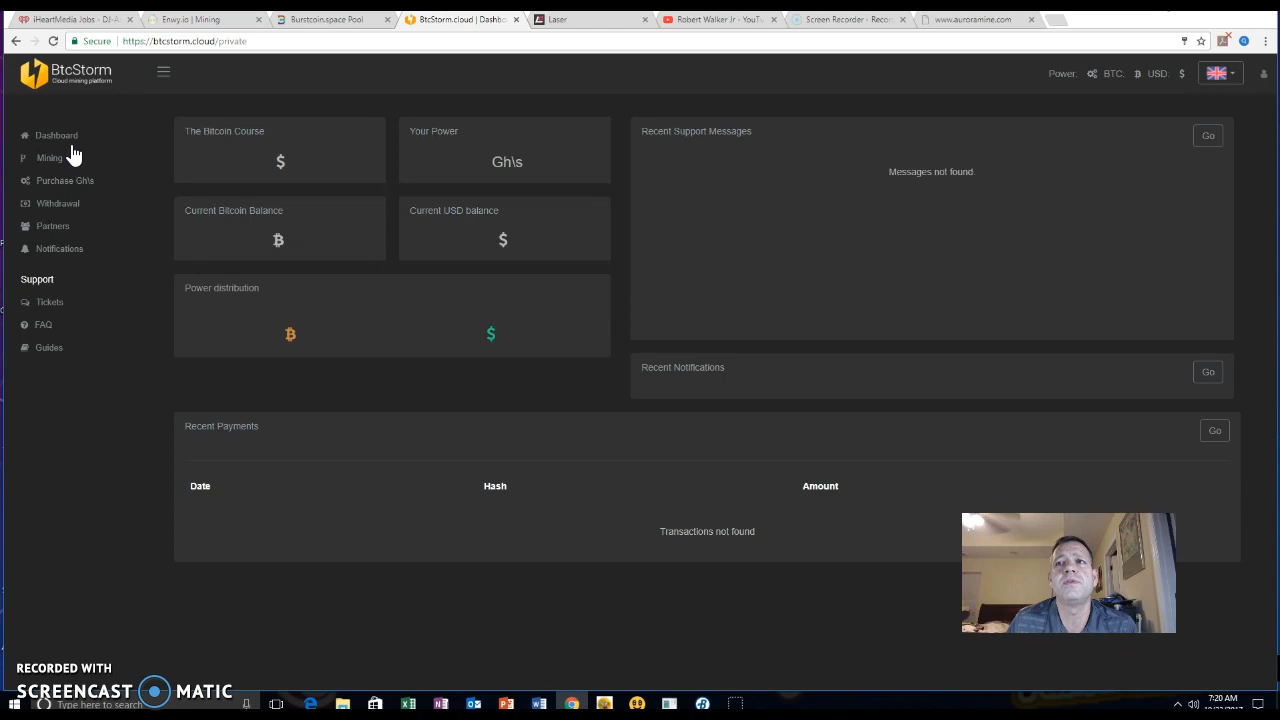 iHeartMedia Jobs - DJ-A
Enwy.io | Mining
Burstcoin.space Pool
BtcStorm.cloud | Dashbo
Laser
Robert Walker Jr - YouT
Screen Recorder - Recor
www.auroramine.com
Secure
https://btcstorm.cloud/private
BtcStorm
Cloud mining platform
Power: BTC: USD: $
Dashboard
Mining
Purchase Gh\s
Withdrawal
Partners
Notifications
Support
Tickets
FAQ
Guides
The Bitcoin Course
$
Your Power
Gh\s
Current Bitcoin Balance
Current USD balance
$
Power distribution
$
Recent Support Messages
Go
Messages not found.
Recent Notifications
Go
Recent Payments
Go
Date Hash Amount
Transactions not found
RECORDED WITH
SCREENCAST MATIC
Type here to search
7:20 AM